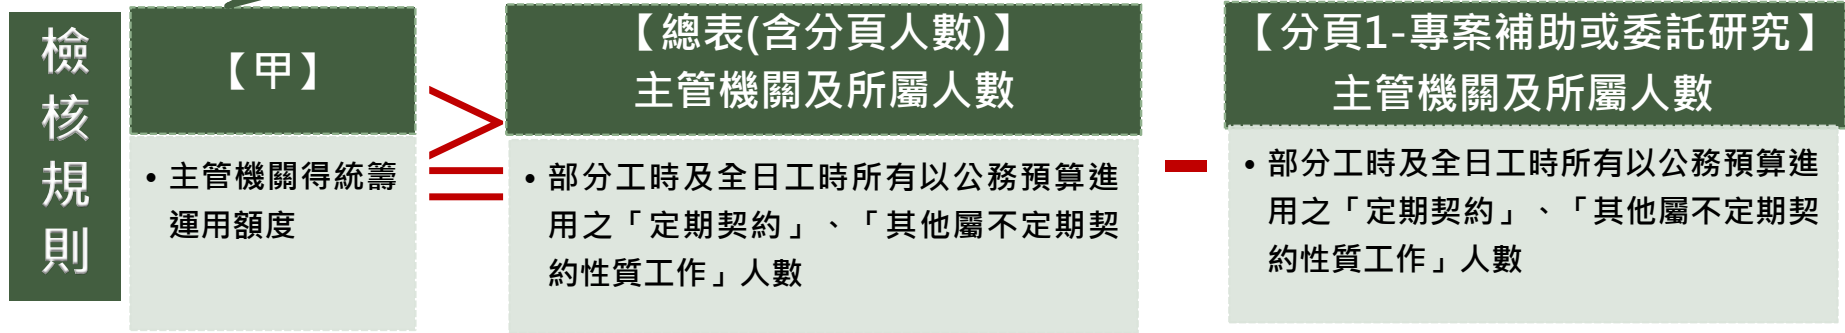 檢核規則
【甲】
• 主管機關得統籌
運用額度
≧
【總表(含分頁人數)】
主管機關及所屬人數
• 部分工時及全日工時所有以公務預算進
用之「定期契約」、「其他屬不定期契
約性質工作」人數
-
【分頁1-專案補助或委託研究】
主管機關及所屬人數
• 部分工時及全日工時所有以公務預算進
用之「定期契約」、「其他屬不定期契
約性質工作」人數